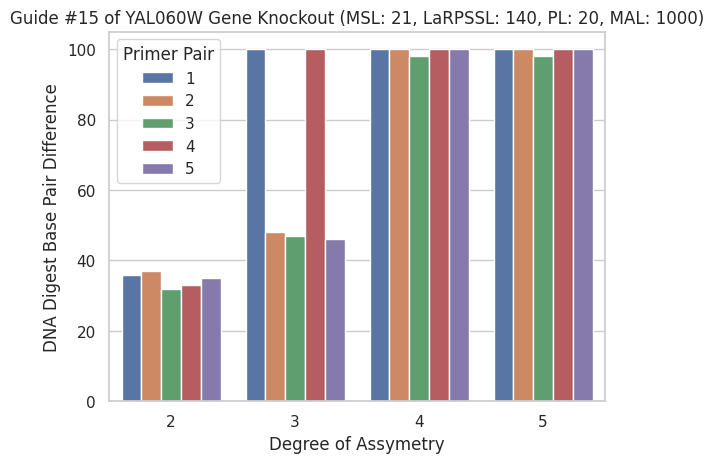 Guide #15 of YAL060W Gene Knockout (MSL: 21, LaRPSSL: 140, PL: 20, MAL: 1000)
Primer Pair
1
2
3
4
5
DNA Digest Base Pair Difference
100
80
60
40
20
0
2 3 4 5
Degree of Assymetry